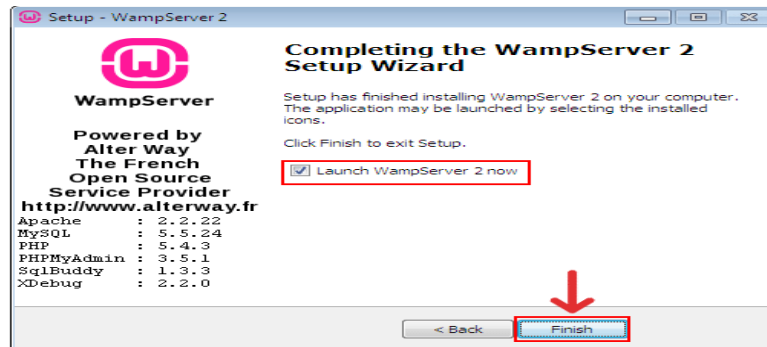 Setup - WampServer 2
WampServer
Powered by
Alter Way
The French
Open Source
Service Provider
http://www.alterway.fr
Apache : 2.2.22
MySQL : 5.5.24
PHP : 5.4.3
PHPMyAdmin : 3.5.1
SqlBuddy : 1.3.3
XDebug : 2.2.0
Completing the WampServer 2
Setup Wizard
Setup has finished installing WampServer 2 on your computer.
The application may be launched by selecting the installed
icons.
Click Finish to exit Setup.
Launch WampServer 2 now
< Back
Finish